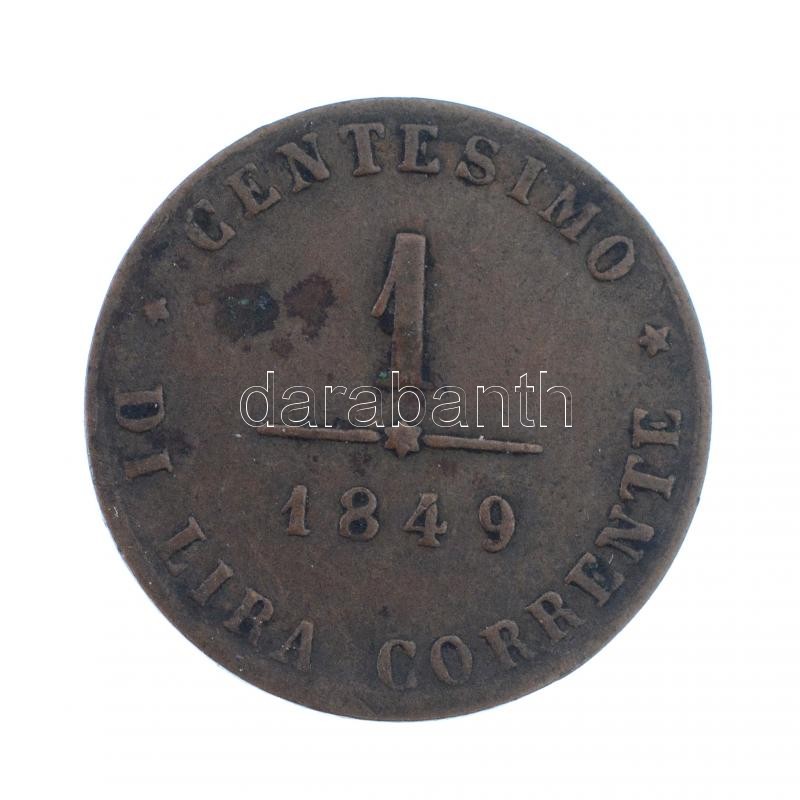 CENTESIMO
1
darabanth
1849
DI LIRA CORRENTE